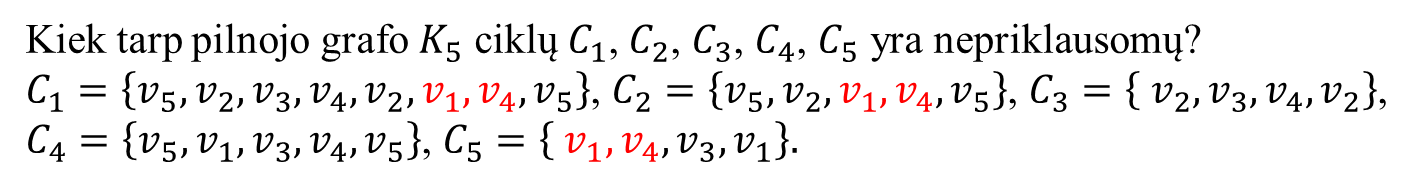 Kiek tarp pilnojo grafo K₅ ciklų C₁, C₂, C₃, C₄, C₅ yra nepriklausomų?
C₁ = {v₅, v₂, v₃, v₄, v₂, v₁, v₄, v₅}, C₂ = {v₅, v₂, v₁, v₄, v₅}, C₃ = { v₂, v₃, v₄, v₂},
C₄ = {v₅, v₁, v₃, v₄, v₅}, C₅ = { v₁, v₄, v₃, v₁}.